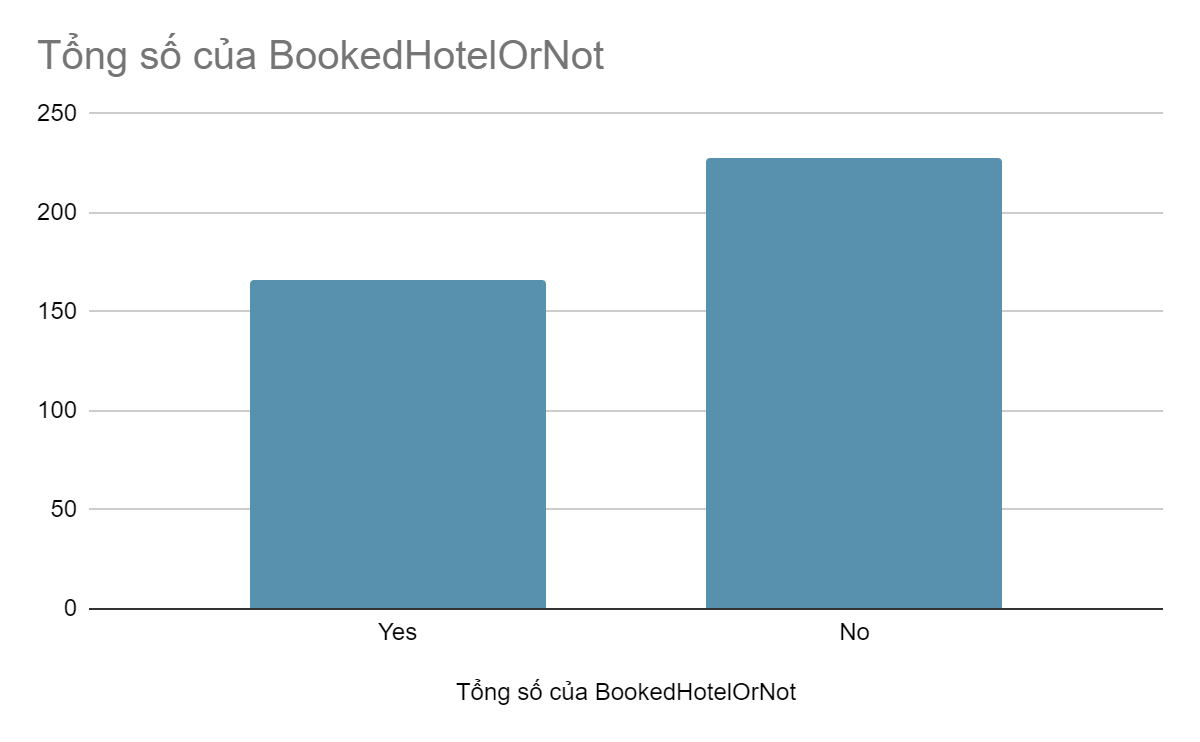 Tổng số của BookedHotelOrNot
250
200
150
100
50
0
Yes No
Tổng số của BookedHotelOrNot